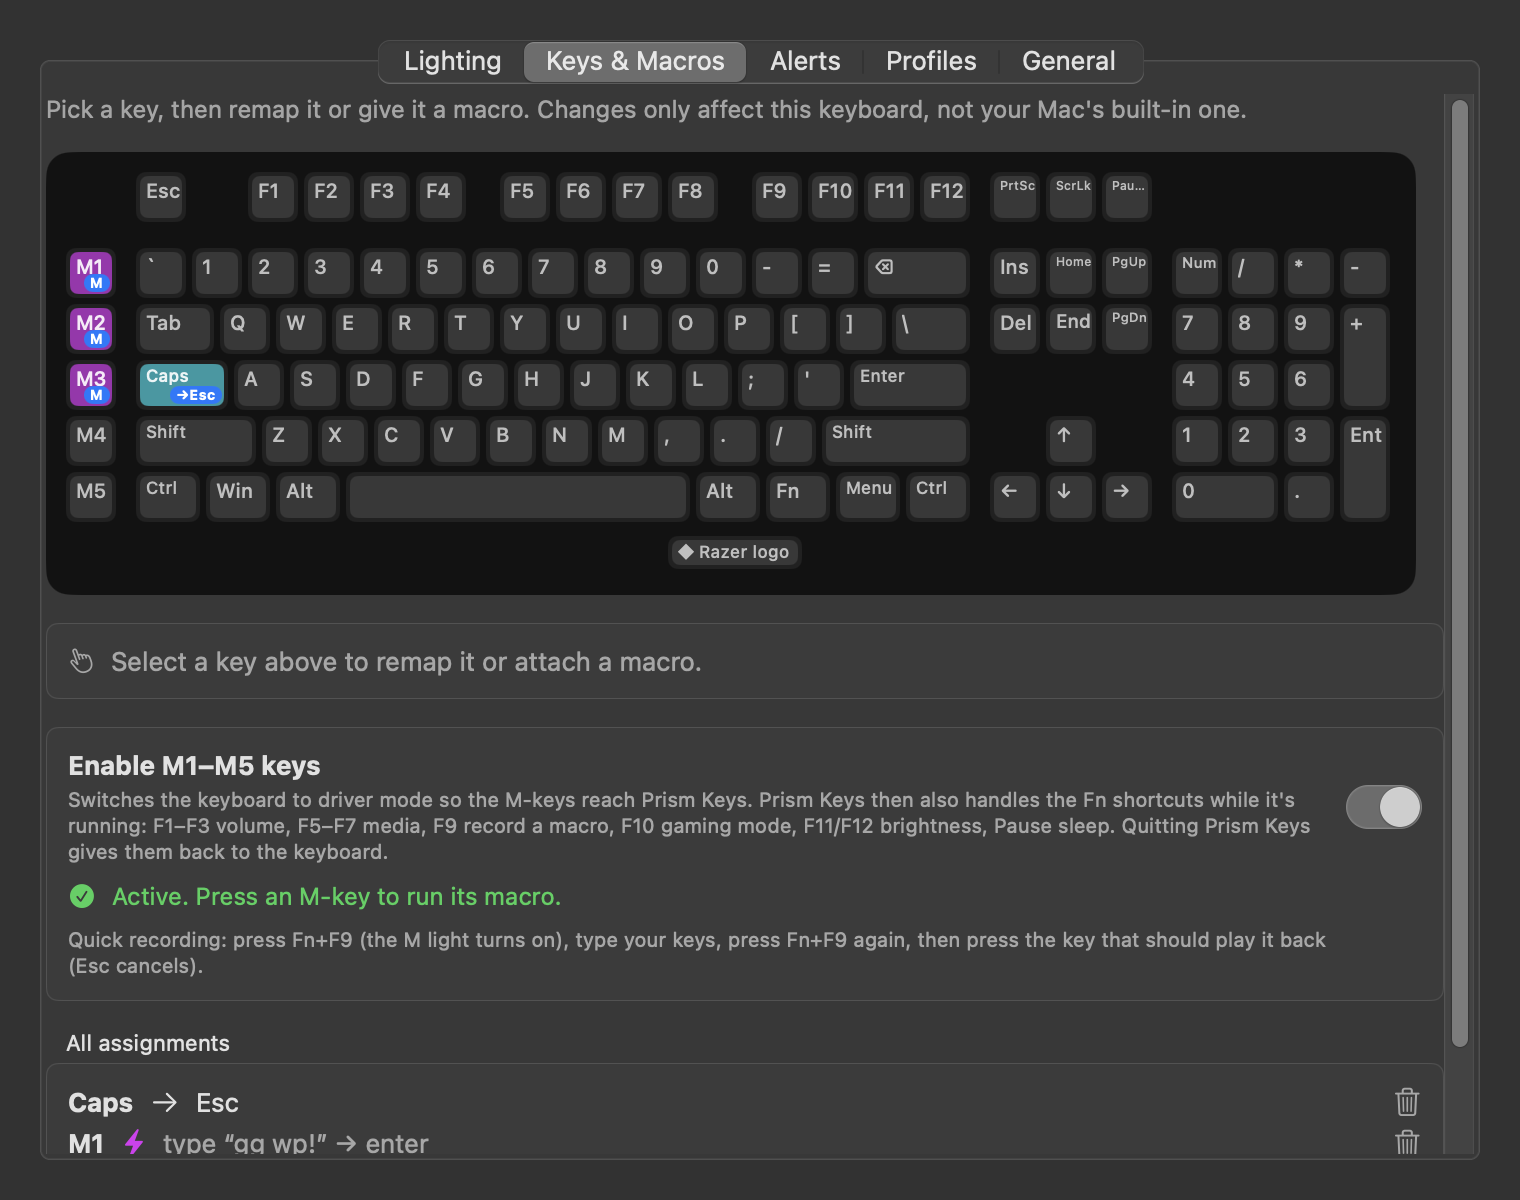 Lighting Keys & Macros Alerts Profiles General
Pick a key, then remap it or give it a macro. Changes only affect this keyboard, not your Mac's built-in one.
Esc F1 F2 F3 F4 F5 F6 F7 F8 F9 F10 F11 F12 PrtSc ScrLk Pau...
M1 M ` 1 2 3 4 5 6 7 8 9 0 - = ⌫ Ins Home PgUp Num / * -
M2 M Tab Q W E R T Y U I O P [ ] \ Del End PgDn 7 8 9 +
M3 M Caps →Esc A S D F G H J K L ; ' Enter 4 5 6
M4 Shift Z X C V B N M , . / Shift ↑ 1 2 3 Ent
M5 Ctrl Win Alt Alt Fn Menu Ctrl ← ↓ → 0 .
◆ Razer logo
Select a key above to remap it or attach a macro.
Enable M1–M5 keys
Switches the keyboard to driver mode so the M-keys reach Prism Keys. Prism Keys then also handles the Fn shortcuts while it's
running: F1–F3 volume, F5–F7 media, F9 record a macro, F10 gaming mode, F11/F12 brightness, Pause sleep. Quitting Prism Keys
gives them back to the keyboard.
Active. Press an M-key to run its macro.
Quick recording: press Fn+F9 (the M light turns on), type your keys, press Fn+F9 again, then press the key that should play it back
(Esc cancels).
All assignments
Caps → Esc
M1 type “gg wp!” → enter